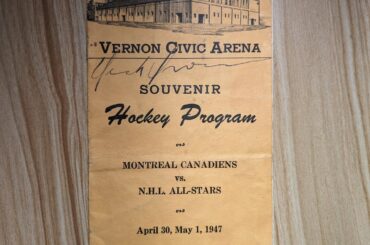 VERNON CIVIC ARENA
SOUVENIR
Hockey Program
MONTREAL CANADIENS
vs.
N.H.L. ALL-STARS
April 30, May 1, 1947